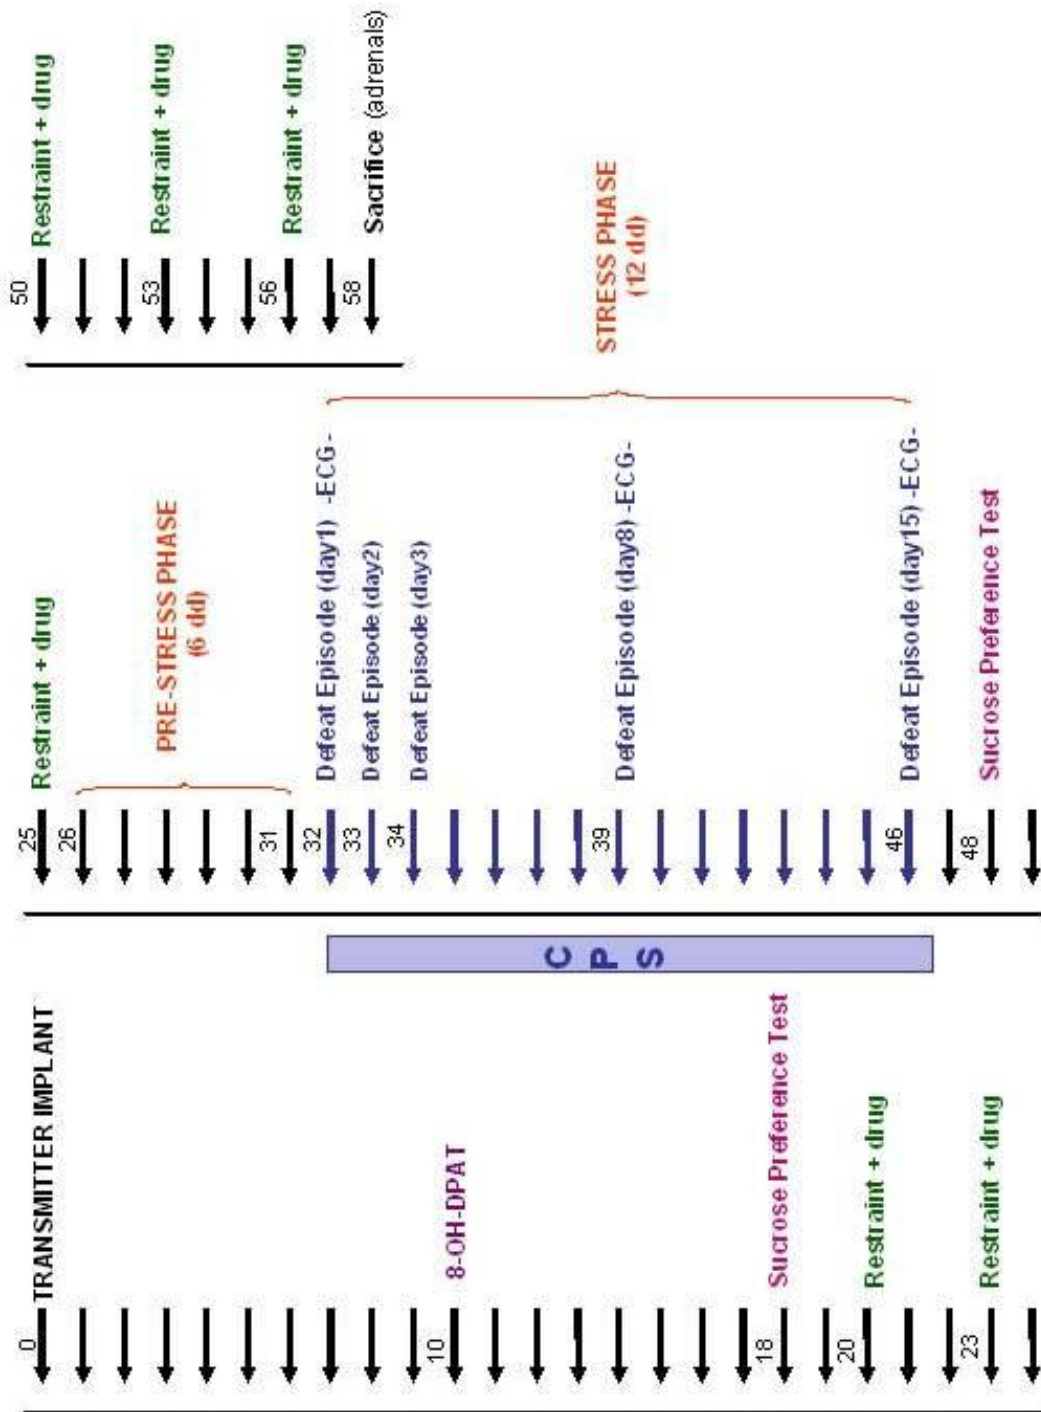 0
TRANSMITTER IMPLANT
10
8-OH-DPAT
18
Sucrose Preference Test
20
Restraint + drug
23
Restraint + drug
25
Restraint + drug
26
PRE-STRESS PHASE
(6 dd)
31
32
Defeat Episode (day1) -ECG-
33
Defeat Episode (day2)
34
Defeat Episode (day3)
39
Defeat Episode (day8) -ECG-
46
Defeat Episode (day15) -ECG-
STRESS PHASE
(12 dd)
C P S
48
Sucrose Preference Test
50
Restraint + drug
53
Restraint + drug
56
Restraint + drug
58
Sacrifice (adrenals)